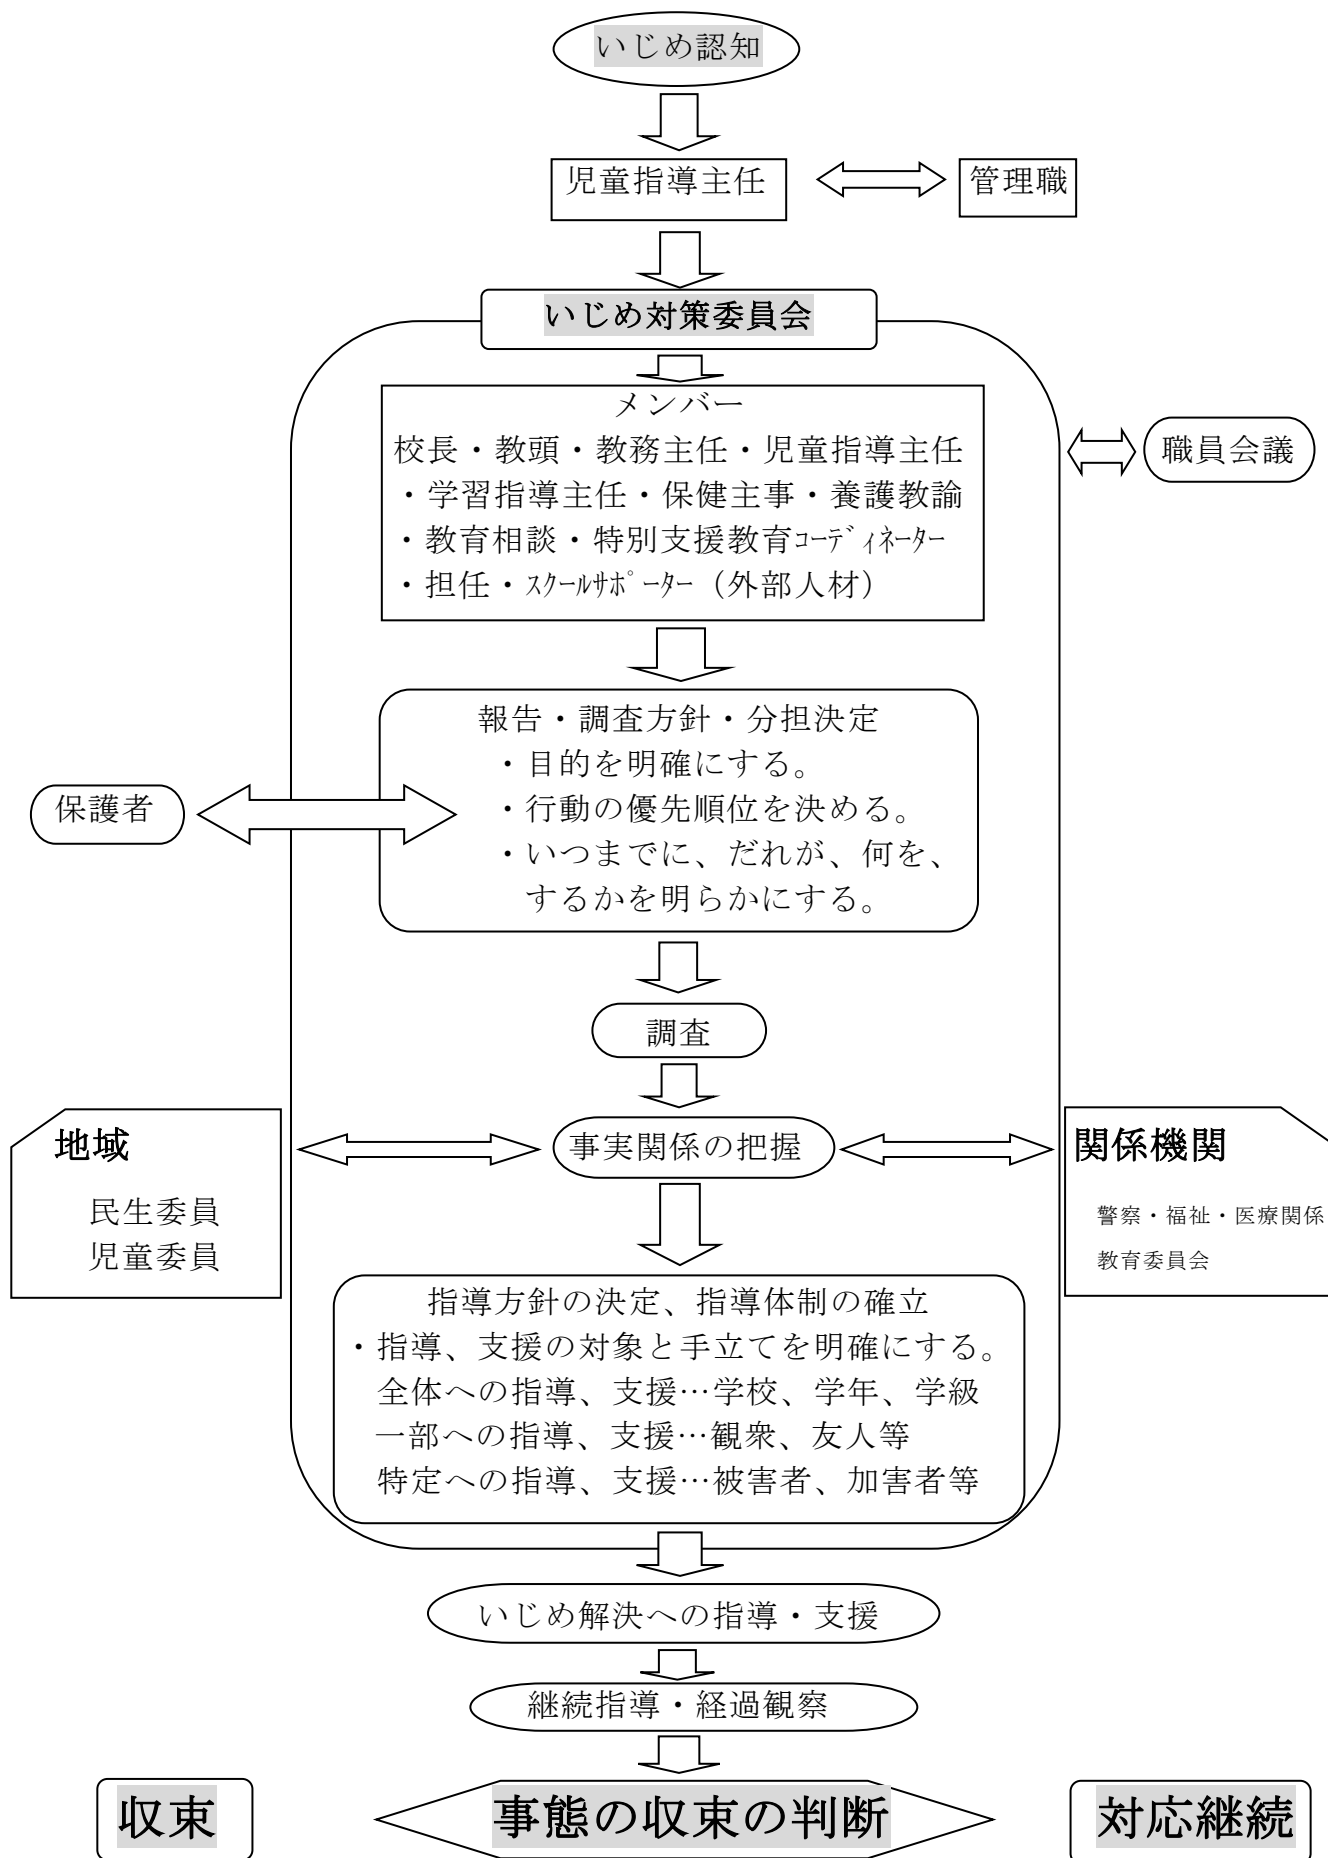 いじめ認知
児童指導主任
管理職
いじめ対策委員会
メンバー
校長・教頭・教務主任・児童指導主任
・学習指導主任・保健主事・養護教諭
・教育相談・特別支援教育ｺｰﾃﾞｨﾈｰﾀｰ
・担任・ｽｸｰﾙｻﾎﾟｰﾀｰ（外部人材）
職員会議
報告・調査方針・分担決定
・目的を明確にする。
・行動の優先順位を決める。
・いつまでに、だれが、何を、
するかを明らかにする。
保護者
調査
事実関係の把握
地域
民生委員
児童委員
関係機関
警察・福祉・医療関係
教育委員会
指導方針の決定、指導体制の確立
・指導、支援の対象と手立てを明確にする。
全体への指導、支援…学校、学年、学級
一部への指導、支援…観衆、友人等
特定への指導、支援…被害者、加害者等
いじめ解決への指導・支援
継続指導・経過観察
収束
事態の収束の判断
対応継続